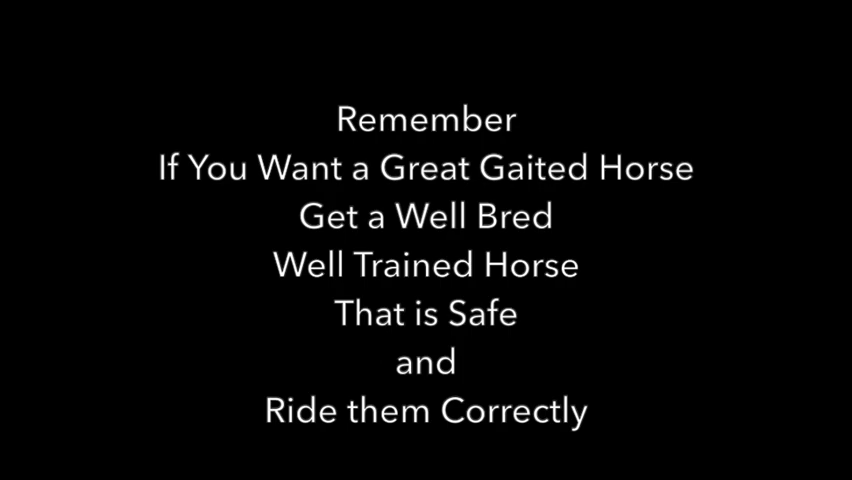 Remember
If You Want a Great Gaited Horse
Get a Well Bred
Well Trained Horse
That is Safe
and
Ride them Correctly